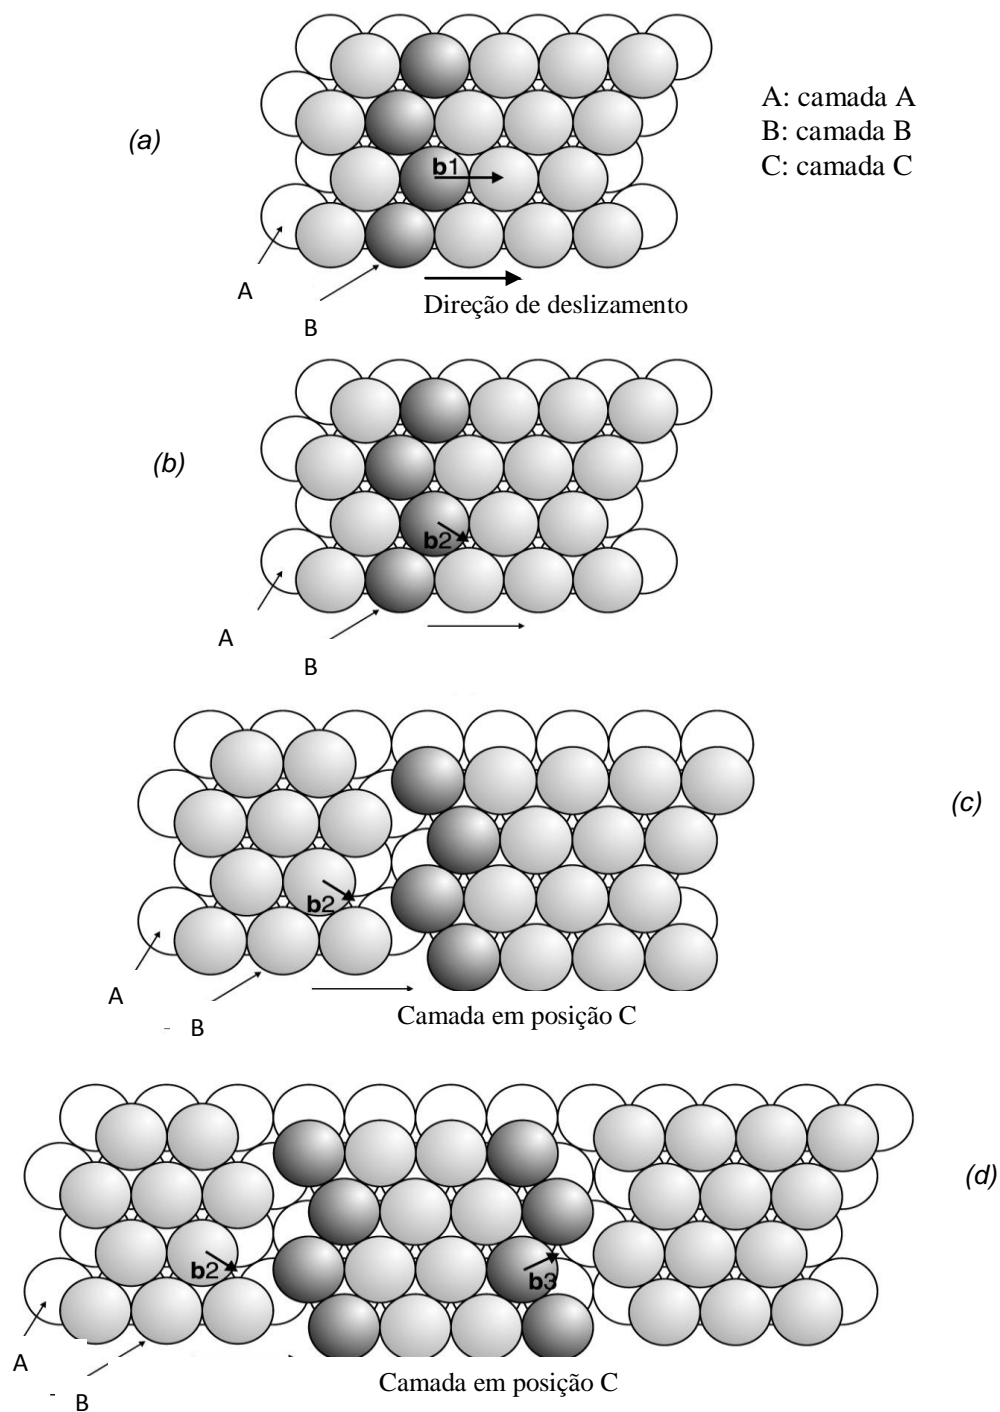 A: camada A
B: camada B
C: camada C
(a)
b1
A
B
Direção de deslizamento
(b)
b2
A
B
(c)
b2
A
B
Camada em posição C
(d)
b2
b3
A
B
Camada em posição C